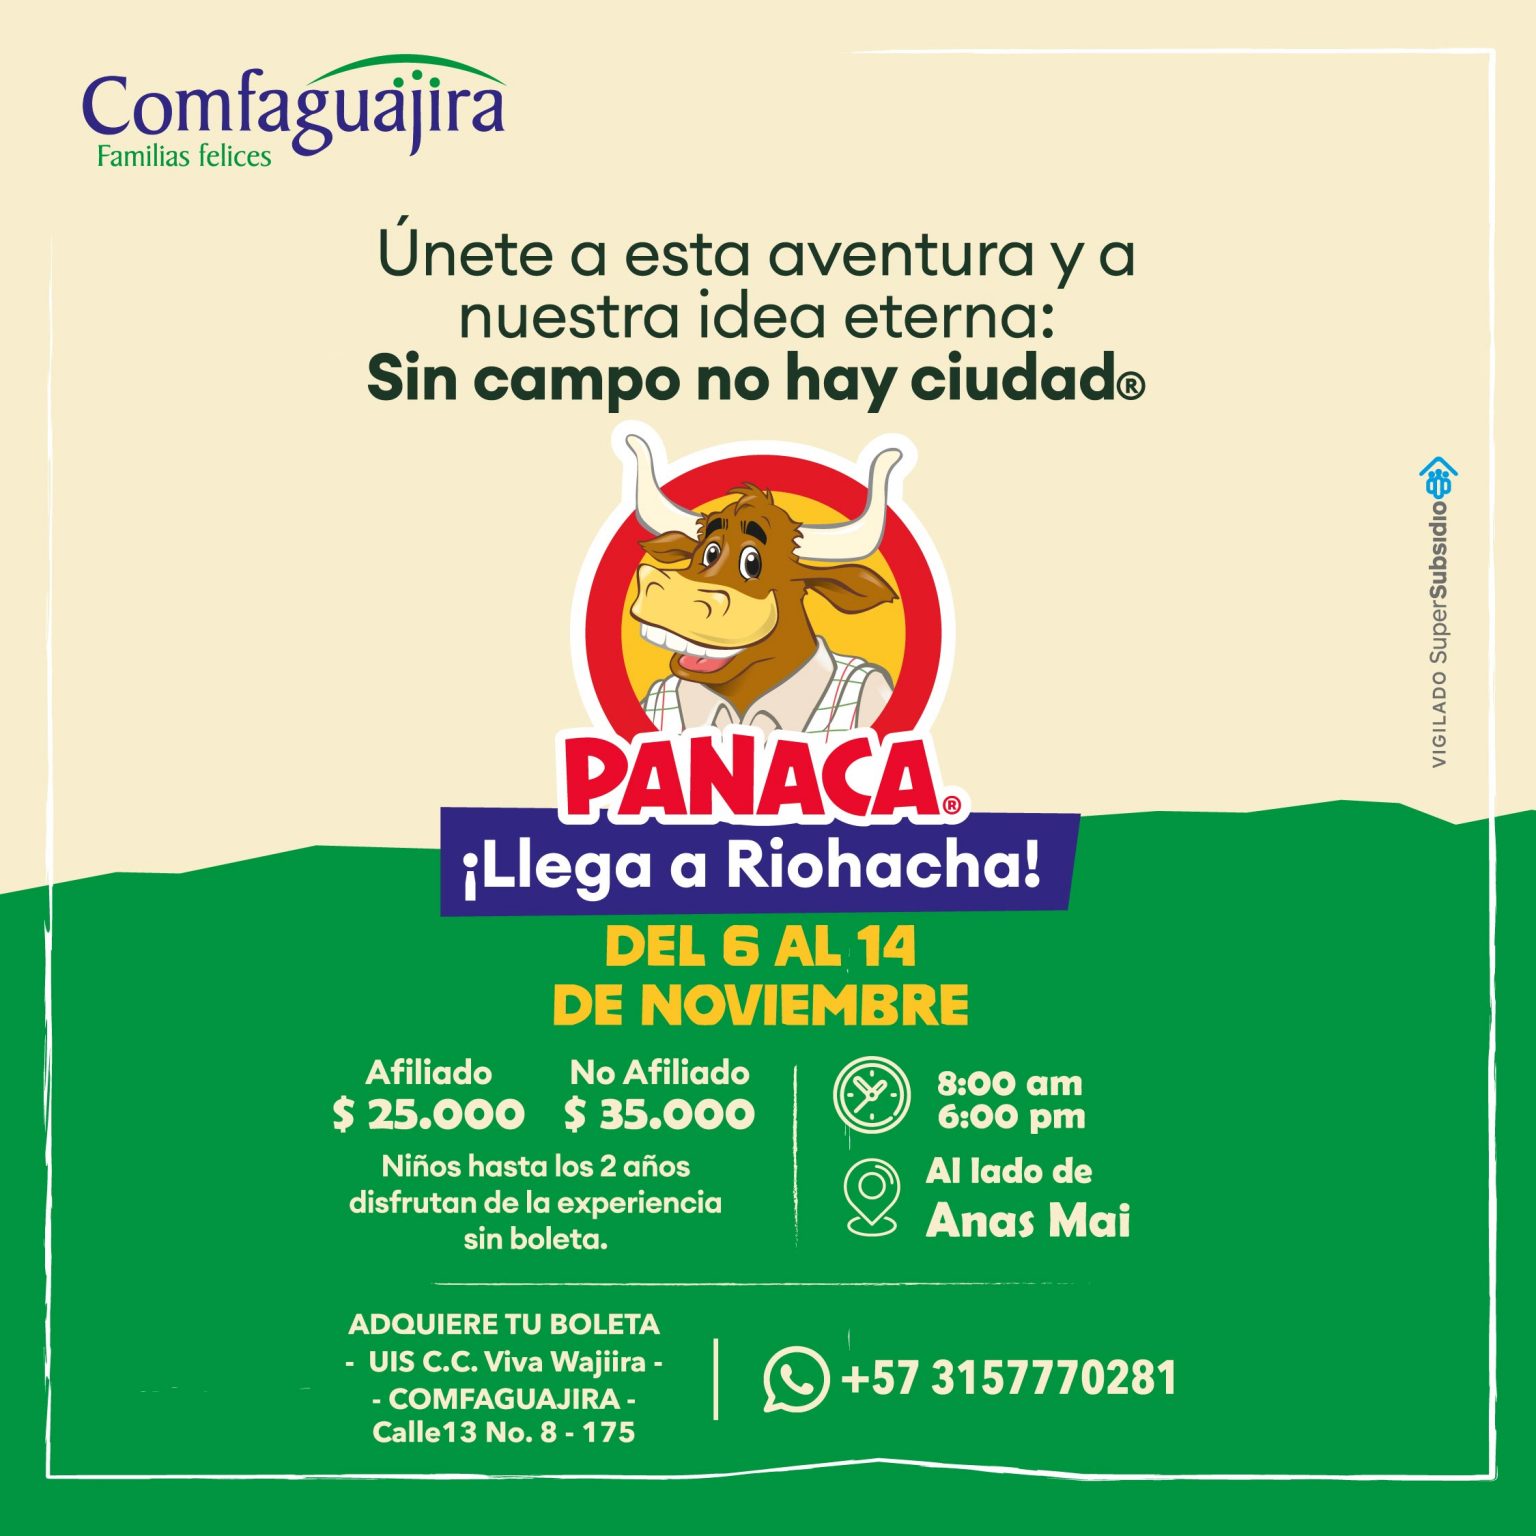 Comfaguajira
Familias felices
Únete a esta aventura y a
nuestra idea eterna:
Sin campo no hay ciudad®
PANACA®
¡Llega a Riohacha!
DEL 6 AL 14
DE NOVIEMBRE
Afiliado
$ 25.000
No Afiliado
$ 35.000
Niños hasta los 2 años
disfrutan de la experiencia
sin boleta.
8:00 am
6:00 pm
Al lado de
Anas Mai
ADQUIERE TU BOLETA
- UIS C.C. Viva Wajiira -
- COMFAGUAJIRA -
Calle13 No. 8 - 175
+57 3157770281
VIGILADO SuperSubsidio